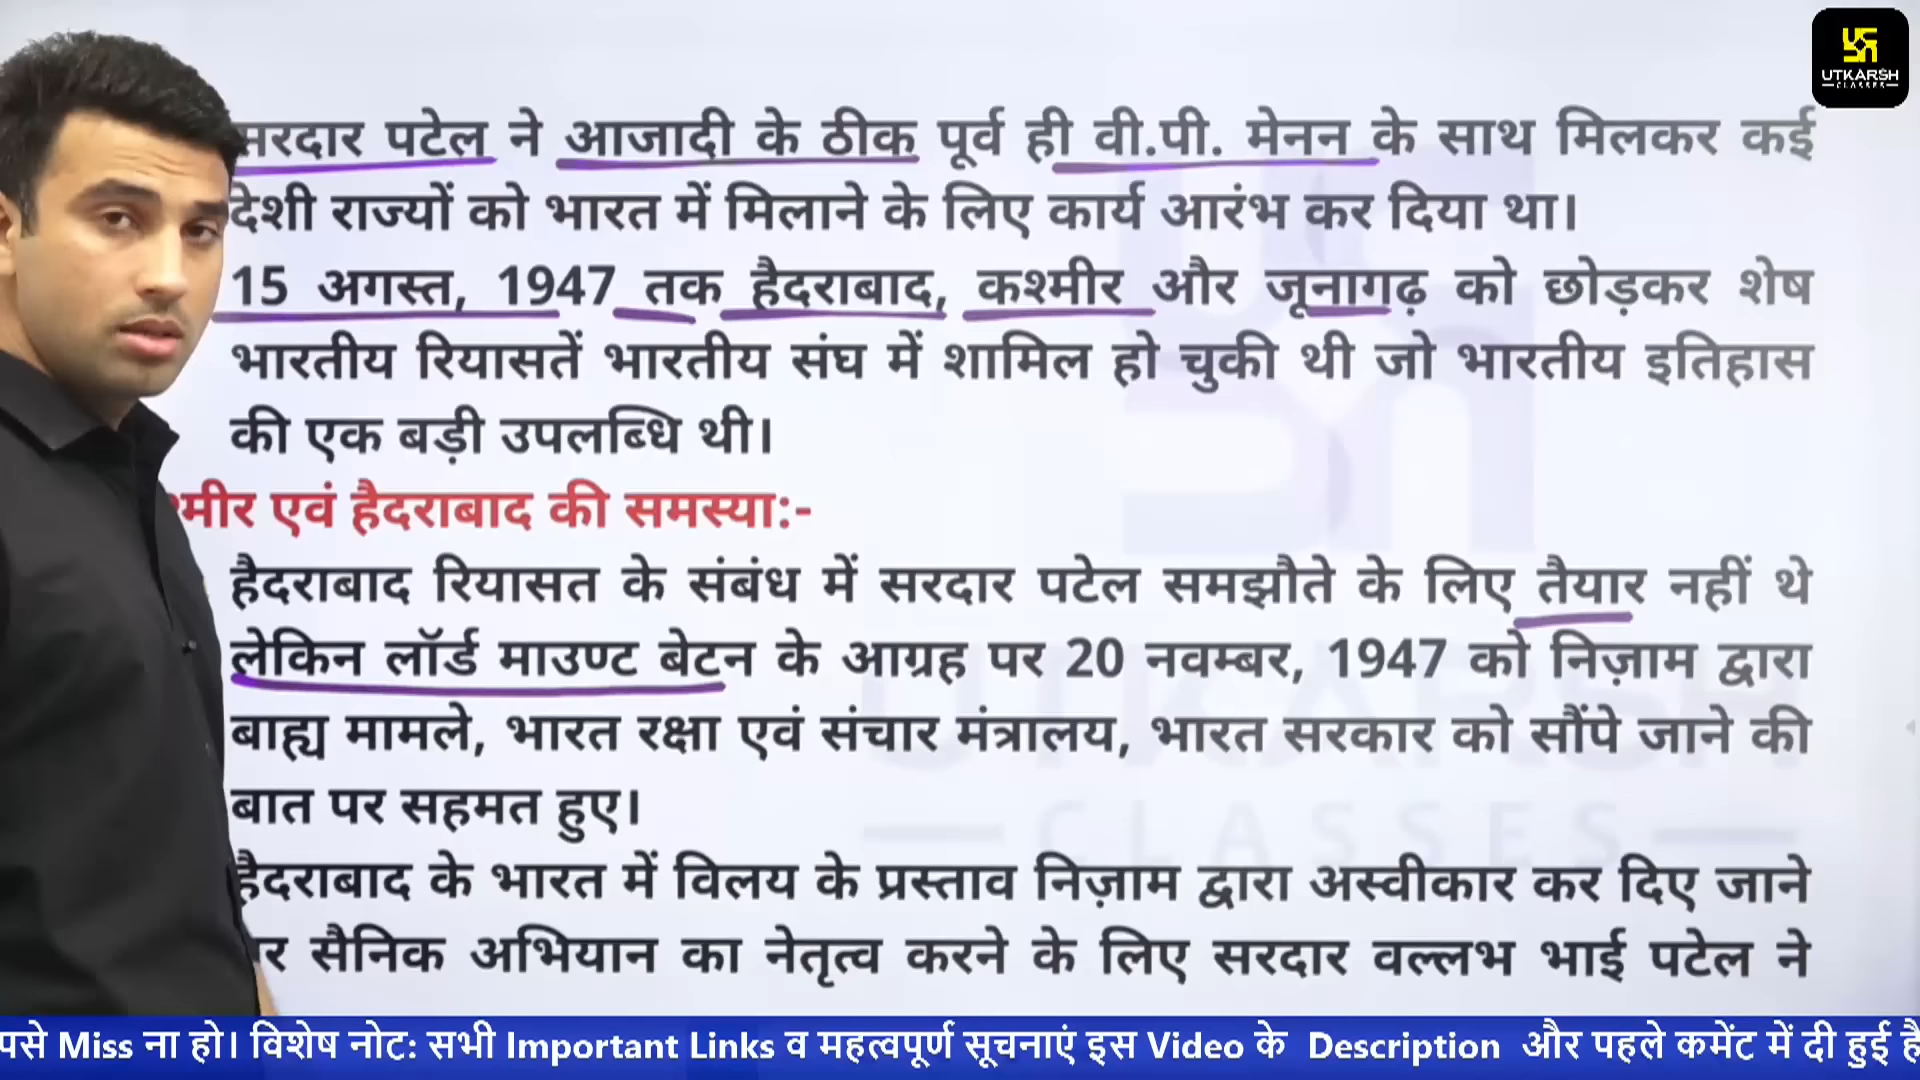 UTKARSH
CLASSES
सरदार पटेल ने आजादी के ठीक पूर्व ही वी.पी. मेनन के साथ मिलकर कई
देशी राज्यों को भारत में मिलाने के लिए कार्य आरंभ कर दिया था।
15 अगस्त, 1947 तक हैदराबाद, कश्मीर और जूनागढ़ को छोड़कर शेष
भारतीय रियासतें भारतीय संघ में शामिल हो चुकी थी जो भारतीय इतिहास
की एक बड़ी उपलब्धि थी।
एवं हैदराबाद की समस्या:-
हैदराबाद रियासत के संबंध में सरदार पटेल समझौते के लिए तैयार नहीं थे
लेकिन लॉर्ड माउण्ट बेटन के आग्रह पर 20 नवम्बर, 1947 को निज़ाम द्वारा
बाह्य मामले, भारत रक्षा एवं संचार मंत्रालय, भारत सरकार को सौंपे जाने की
बात पर सहमत हुए।
हैदराबाद के भारत में विलय के प्रस्ताव निज़ाम द्वारा अस्वीकार कर दिए जाने
सैनिक अभियान का नेतृत्व करने के लिए सरदार वल्लभ भाई पटेल ने
UTKARSH
CLASSES
Miss ना हो। विशेष नोट: सभी Important Links व महत्वपूर्ण सूचनाएं इस Video के Description और पहले कमेंट में दी हुई है